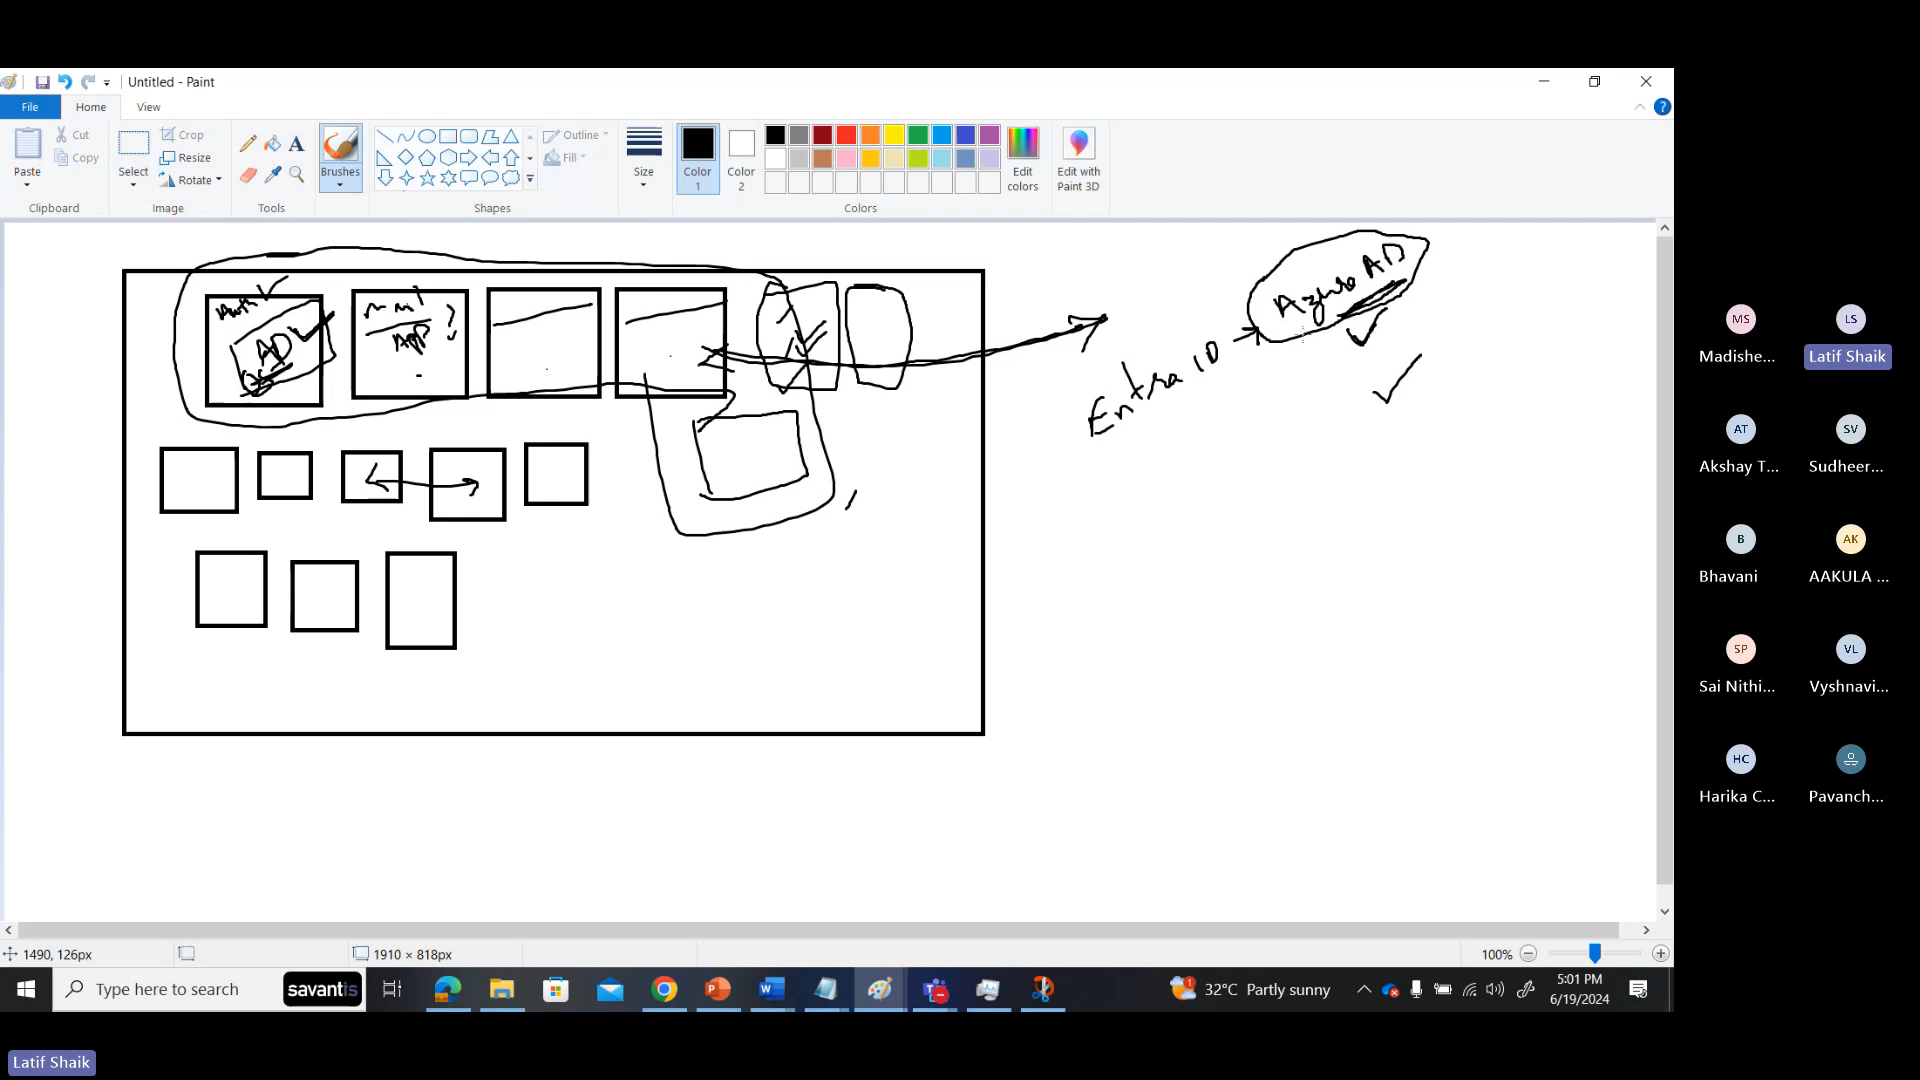 Untitled - Paint
File
Home
View
Paste
Cut
Copy
Clipboard
Select
Crop
Resize
Rotate
Image
A
Tools
Brushes
Shapes
Outline
Fill
Size
Color
1
Color
2
Edit
colors
Edit with
Paint 3D
Colors
?
Auth
AD
App
?
Azure AD
Entra ID
MS
Madishe...
LS
Latif Shaik
AT
Akshay T...
SV
Sudheer...
B
Bhavani
AK
AAKULA ...
SP
Sai Nithi...
VL
Vyshnavi...
HC
Harika C...
Pavanch...
1490, 126px
1910 × 818px
100%
Type here to search
savantis
32°C Partly sunny
5:01 PM
6/19/2024
Latif Shaik